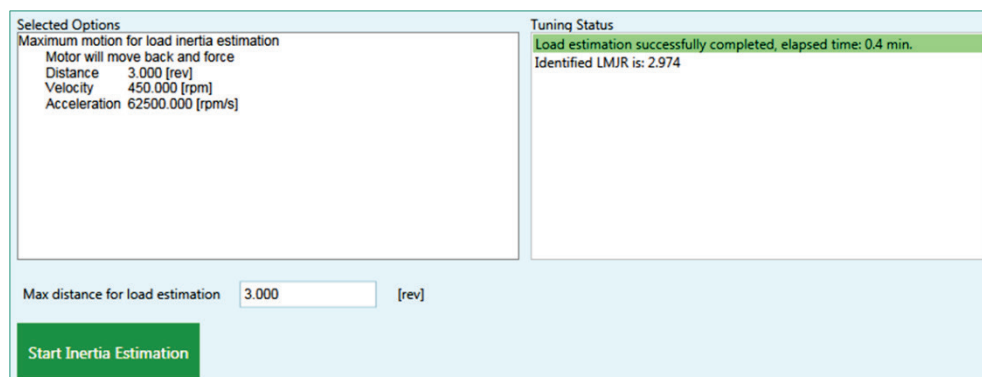 Selected Options
Maximum motion for load inertia estimation
Motor will move back and force
Distance 3.000 [rev]
Velocity 450.000 [rpm]
Acceleration 62500.000 [rpm/s]
Tuning Status
Load estimation successfully completed, elapsed time: 0.4 min.
Identified LMJR is: 2.974
Max distance for load estimation 3.000 [rev]
Start Inertia Estimation